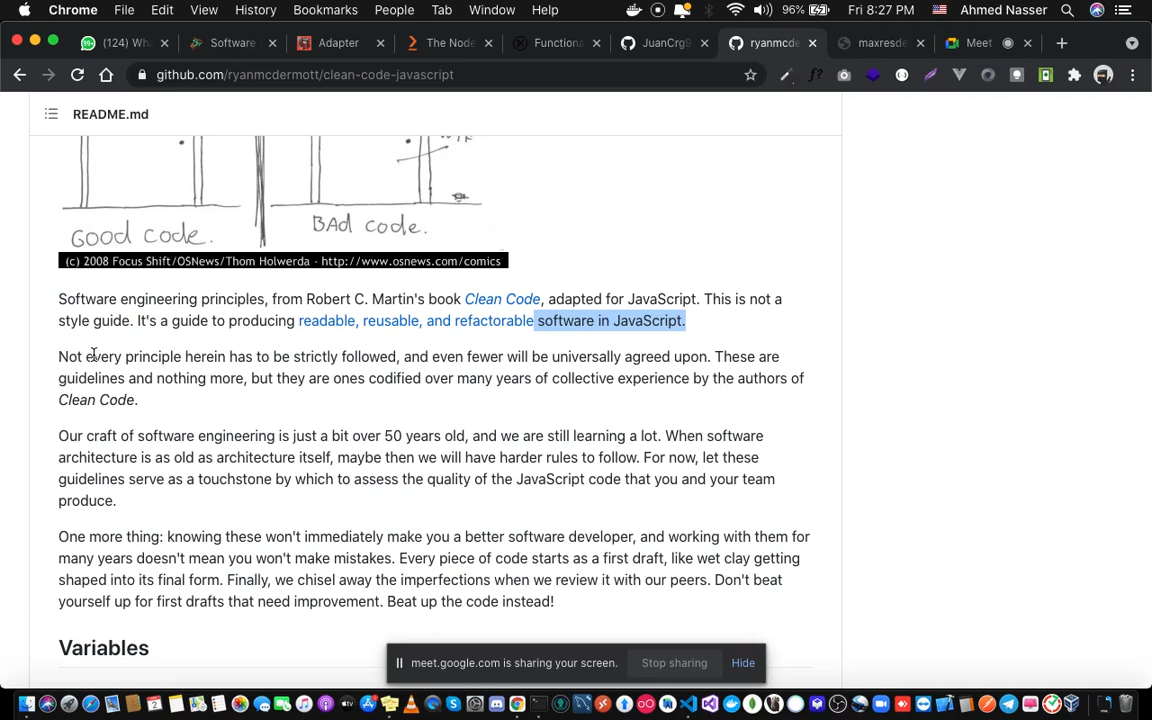 Chrome File Edit View History Bookmarks People Tab Window Help 96% Fri 8:27 PM Ahmed Nasser
(124) Wha Software Adapter The Node Functiona JuanCrg9 ryanmcde maxresde Meet
github.com/ryanmcdermott/clean-code-javascript
README.md
GOOD code. BAd code.
(c) 2008 Focus Shift/OSNews/Thom Holwerda - http://www.osnews.com/comics
Software engineering principles, from Robert C. Martin's book Clean Code, adapted for JavaScript. This is not a
style guide. It's a guide to producing readable, reusable, and refactorable software in JavaScript.
Not every principle herein has to be strictly followed, and even fewer will be universally agreed upon. These are
guidelines and nothing more, but they are ones codified over many years of collective experience by the authors of
Clean Code.
Our craft of software engineering is just a bit over 50 years old, and we are still learning a lot. When software
architecture is as old as architecture itself, maybe then we will have harder rules to follow. For now, let these
guidelines serve as a touchstone by which to assess the quality of the JavaScript code that you and your team
produce.
One more thing: knowing these won't immediately make you a better software developer, and working with them for
many years doesn't mean you won't make mistakes. Every piece of code starts as a first draft, like wet clay getting
shaped into its final form. Finally, we chisel away the imperfections when we review it with our peers. Don't beat
yourself up for first drafts that need improvement. Beat up the code instead!
Variables
meet.google.com is sharing your screen. Stop sharing Hide